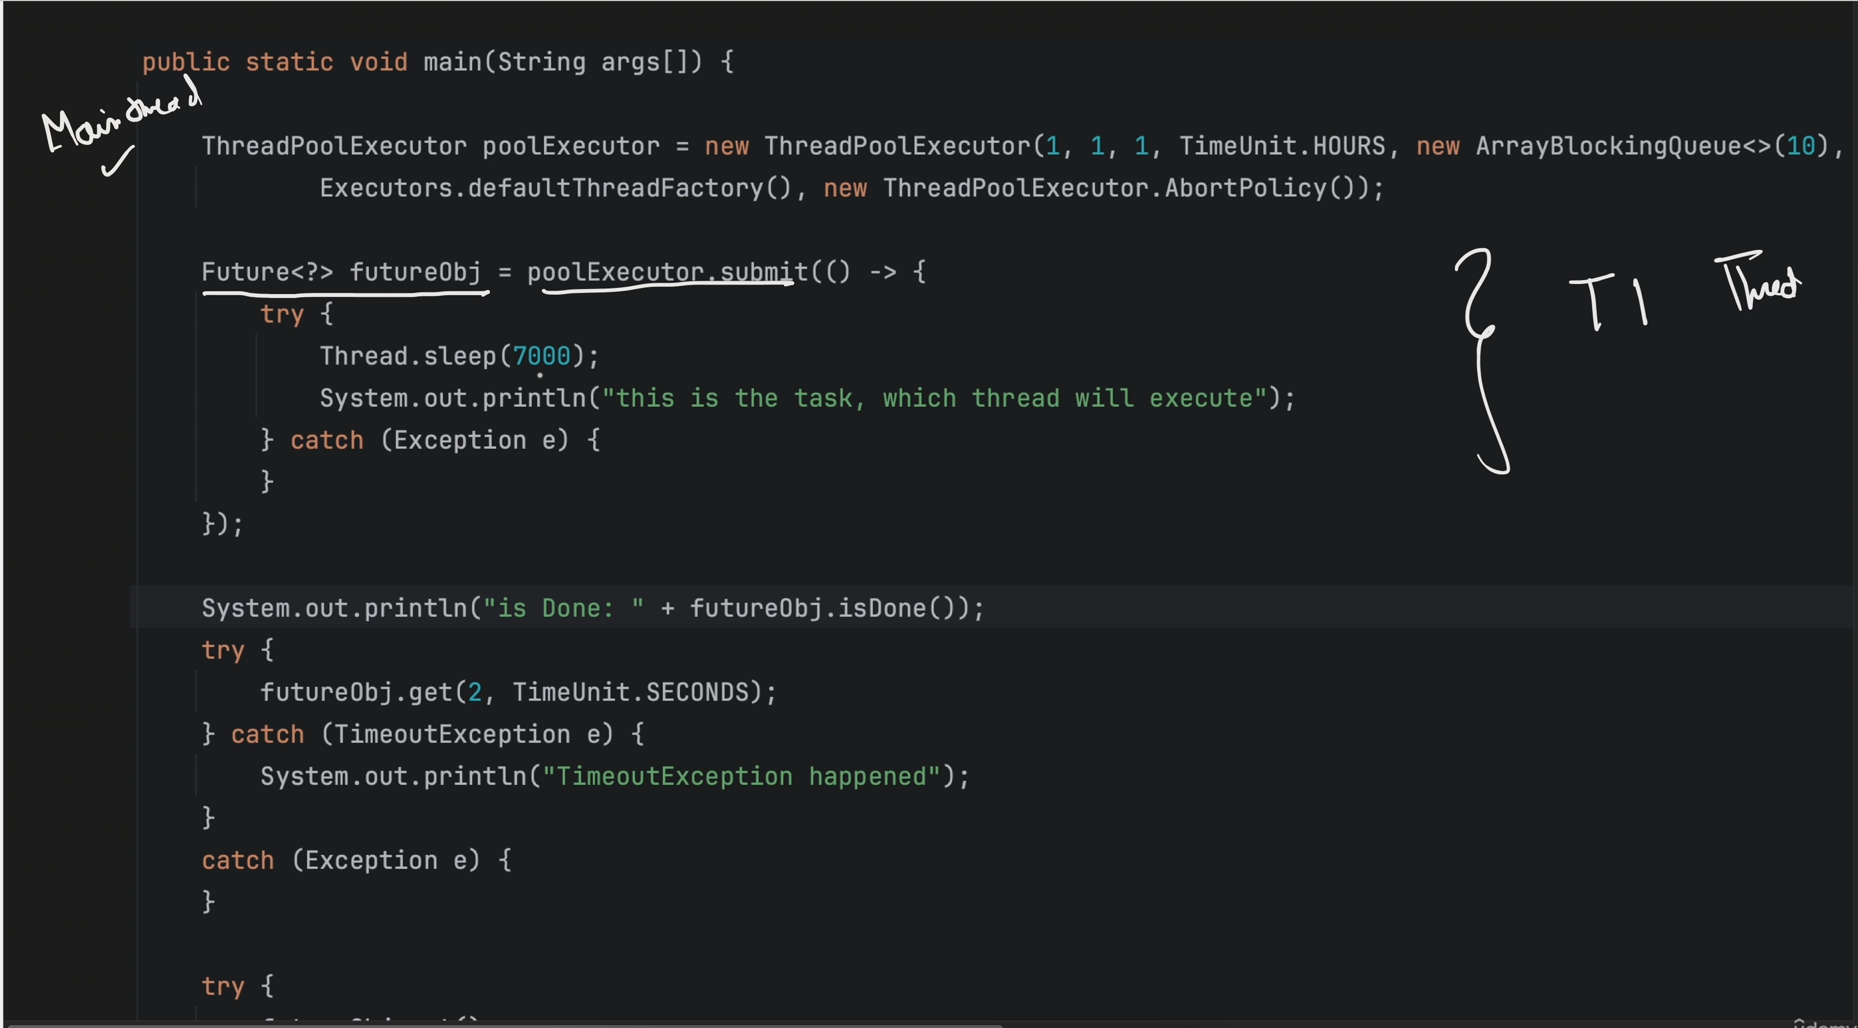 public static void main(String args[]) {
Main thread
ThreadPoolExecutor poolExecutor = new ThreadPoolExecutor(1, 1, 1, TimeUnit.HOURS, new ArrayBlockingQueue<>(10),
Executors.defaultThreadFactory(), new ThreadPoolExecutor.AbortPolicy());
Future<?> futureObj = poolExecutor.submit(() -> {
T1
try {
Thread.sleep(7000);
System.out.println("this is the task, which thread will execute");
} catch (Exception e) {
}
});
System.out.println("is Done: " + futureObj.isDone());
try {
futureObj.get(2, TimeUnit.SECONDS);
} catch (TimeoutException e) {
System.out.println("TimeoutException happened");
}
catch (Exception e) {
}
try {